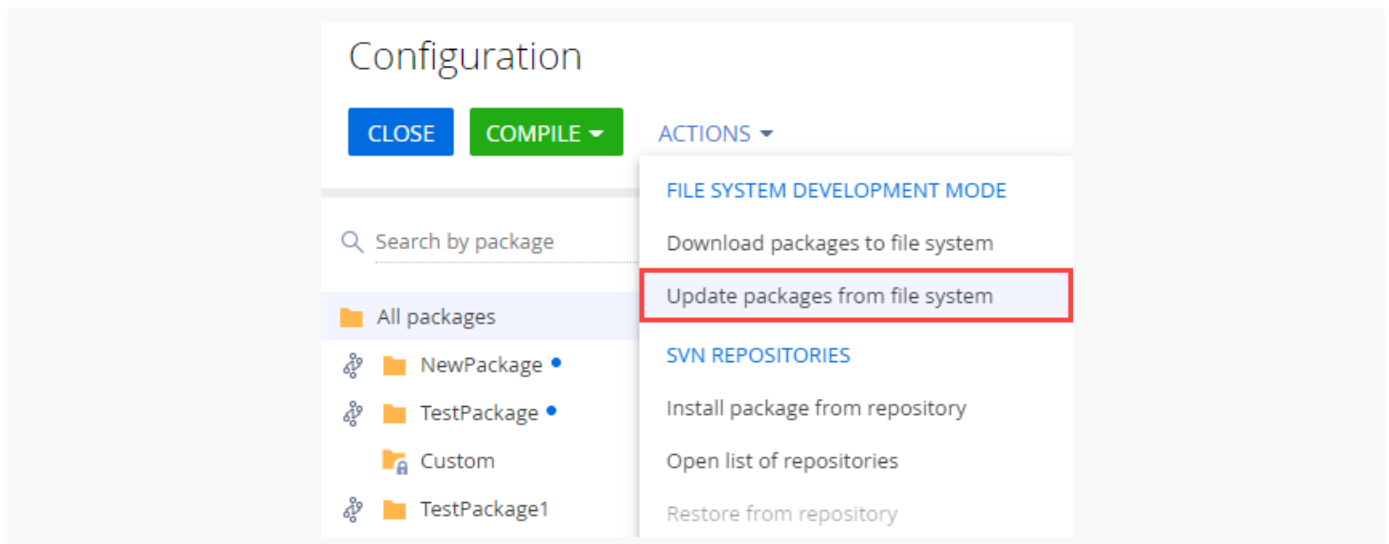 Configuration
CLOSE
COMPILE
ACTIONS
FILE SYSTEM DEVELOPMENT MODE
Search by package
Download packages to file system
Update packages from file system
All packages
SVN REPOSITORIES
NewPackage
TestPackage
Install package from repository
Custom
Open list of repositories
TestPackage1
Restore from repository